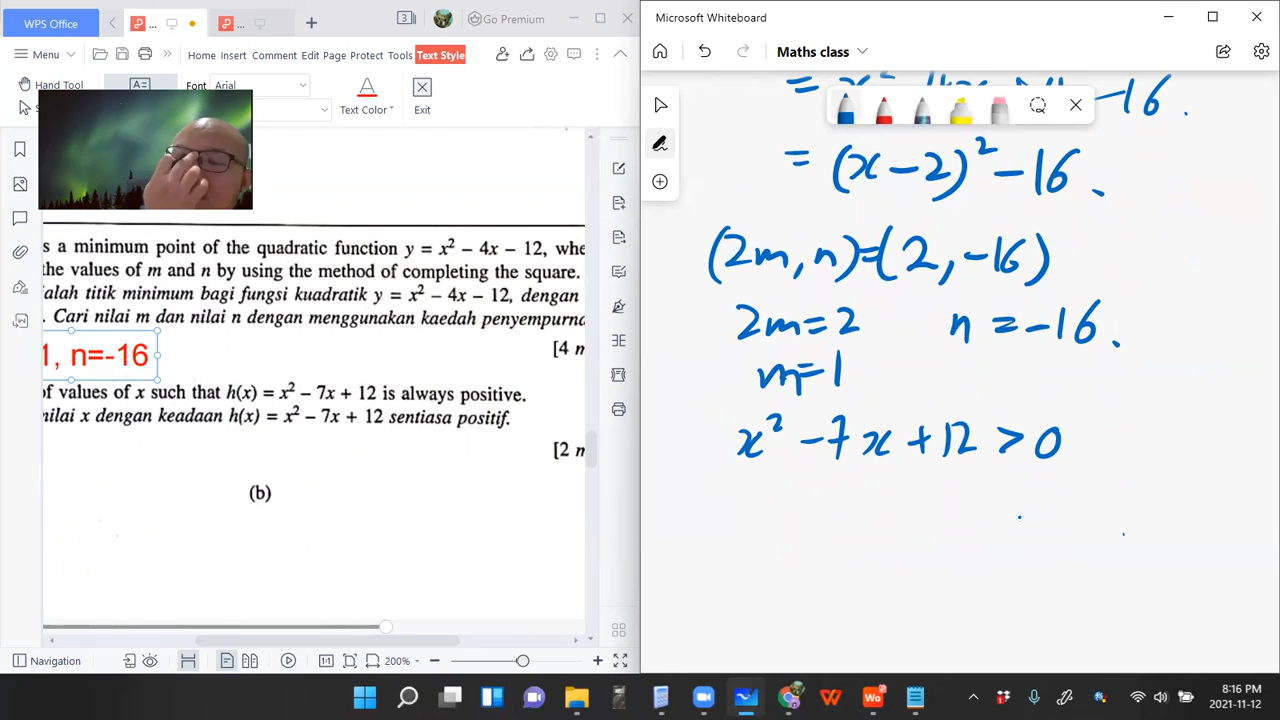 WPS Office
...
...
3
Go Premium
Menu
Home Insert Comment Edit Page Protect Tools Text Style
Hand Tool
Font Arial
Text Color
Exit
s a minimum point of the quadratic function y = x² − 4x − 12, whe
the values of m and n by using the method of completing the square.
alah titik minimum bagi fungsi kuadratik y = x² − 4x − 12, dengan
. Cari nilai m dan nilai n dengan menggunakan kaedah penyempurna
[4 m
1, n=-16
of values of x such that h(x) = x² − 7x + 12 is always positive.
nilai x dengan keadaan h(x) = x² − 7x + 12 sentiasa positif.
[2 m
(b)
Navigation
200%
Microsoft Whiteboard
Maths class
-16.
= (x-2)² -16.
(2m, n)=(2, -16)
2m=2 n = -16.
m=1
x² -7x +12 > 0
8:16 PM
2021-11-12